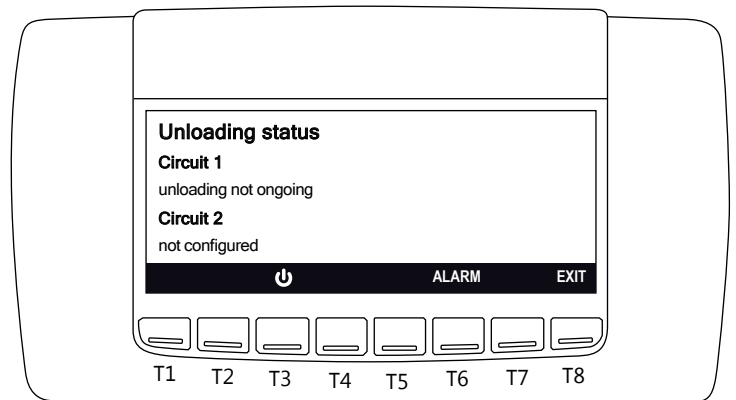 Unloading status
Circuit 1
unloading not ongoing
Circuit 2
not configured
ALARM EXIT
T1 T2 T3 T4 T5 T6 T7 T8